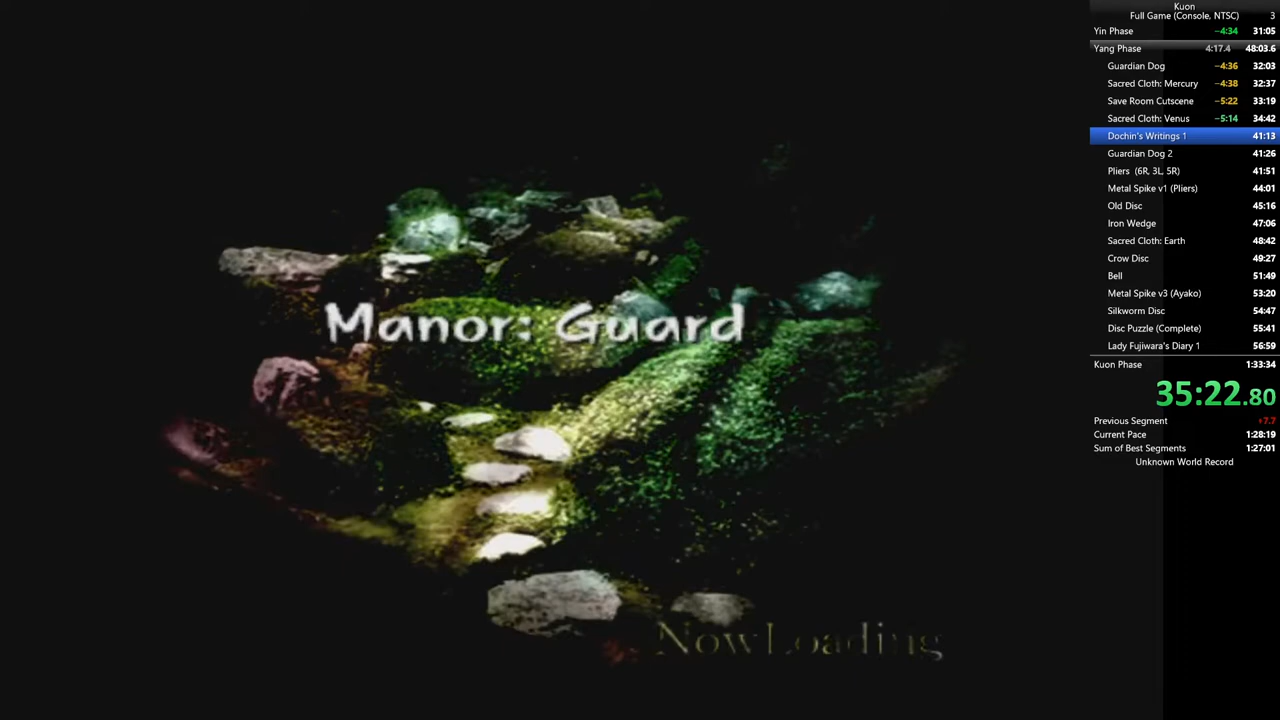 Kuon
Full Game (Console, NTSC) 3
Yin Phase −4:34 31:05
Yang Phase 4:17.4 48:03.6
Guardian Dog −4:36 32:03
Sacred Cloth: Mercury −4:38 32:37
Save Room Cutscene −5:22 33:19
Sacred Cloth: Venus −5:14 34:42
Dochin's Writings 1 41:13
Guardian Dog 2 41:26
Pliers (6R, 3L, 5R) 41:51
Metal Spike v1 (Pliers) 44:01
Old Disc 45:16
Iron Wedge 47:06
Sacred Cloth: Earth 48:42
Crow Disc 49:27
Bell 51:49
Metal Spike v3 (Ayako) 53:20
Silkworm Disc 54:47
Disc Puzzle (Complete) 55:41
Lady Fujiwara's Diary 1 56:59
Kuon Phase 1:33:34
35:22.80
Previous Segment +7.7
Current Pace 1:28:19
Sum of Best Segments 1:27:01
Unknown World Record
Manor: Guard
Now Loading